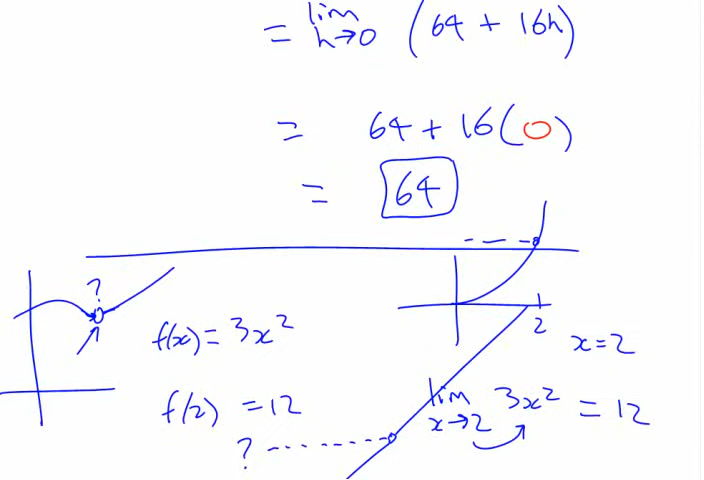 = lim h→0 (64 + 16h)
= 64 + 16(0)
= 64
?
f(x) = 3x²
2
x = 2
f(2) = 12
lim x→2 3x² = 12
?